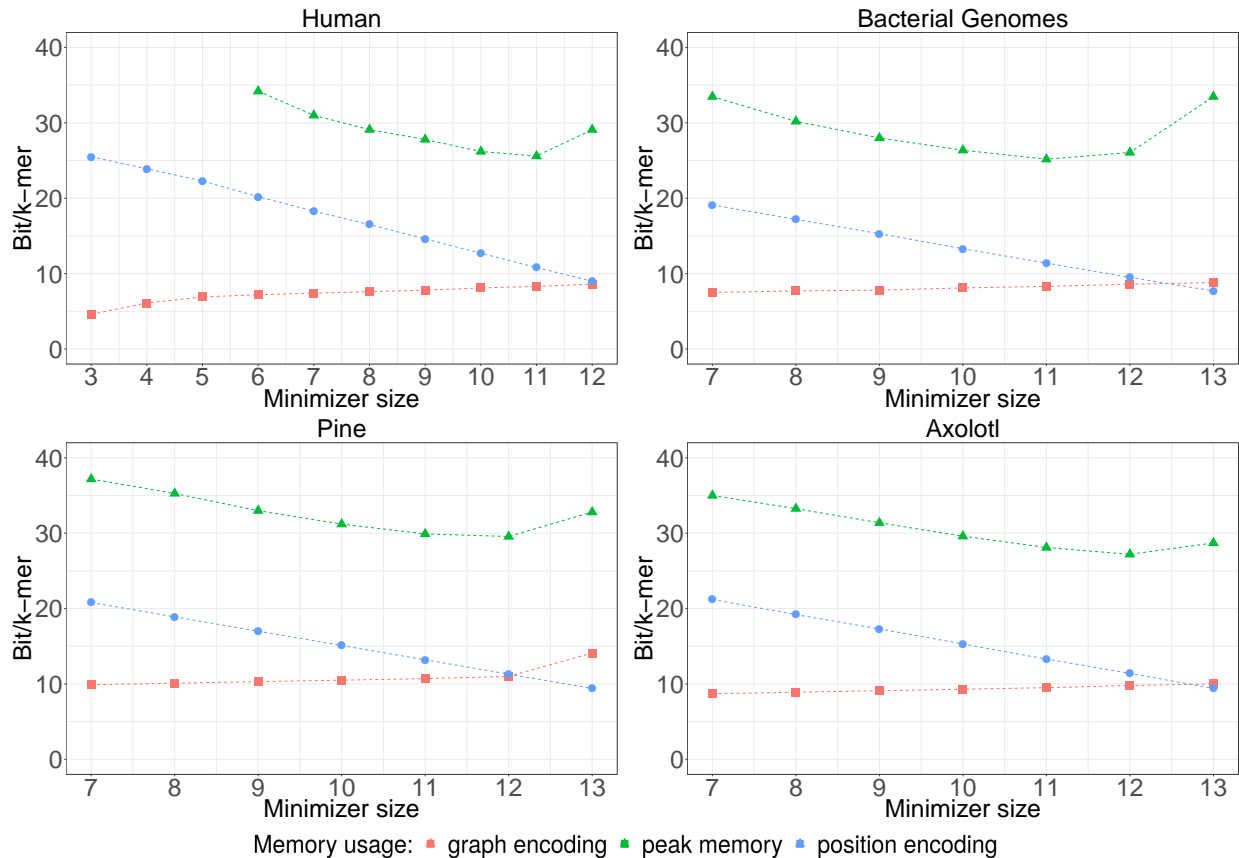 Human
Bit/k−mer
40
30
20
10
0
3 4 5 6 7 8 9 10 11 12
Minimizer size
Bacterial Genomes
Bit/k−mer
40
30
20
10
0
7 8 9 10 11 12 13
Minimizer size
Pine
Bit/k−mer
40
30
20
10
0
7 8 9 10 11 12 13
Minimizer size
Axolotl
Bit/k−mer
40
30
20
10
0
7 8 9 10 11 12 13
Minimizer size
Memory usage: graph encoding peak memory position encoding